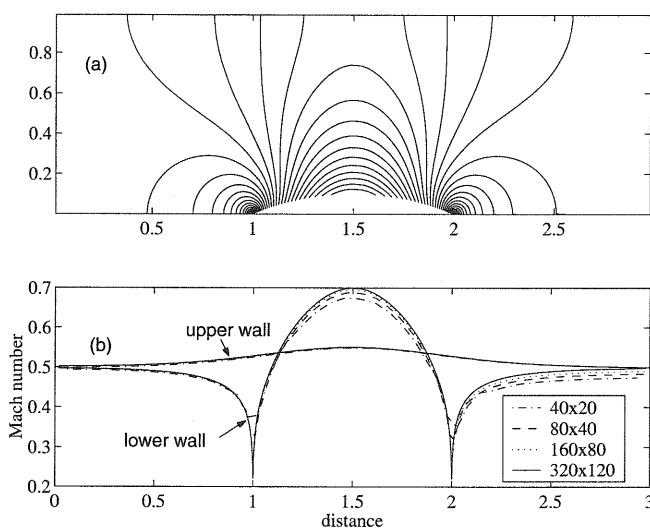 (a)
0.8
0.6
0.4
0.2
0.5 1 1.5 2 2.5
(b)
0.7
0.6
0.5
0.4
0.3
0.2
Mach number
upper wall
lower wall
40x20
80x40
160x80
320x120
0 0.5 1 1.5 2 2.5 3
distance